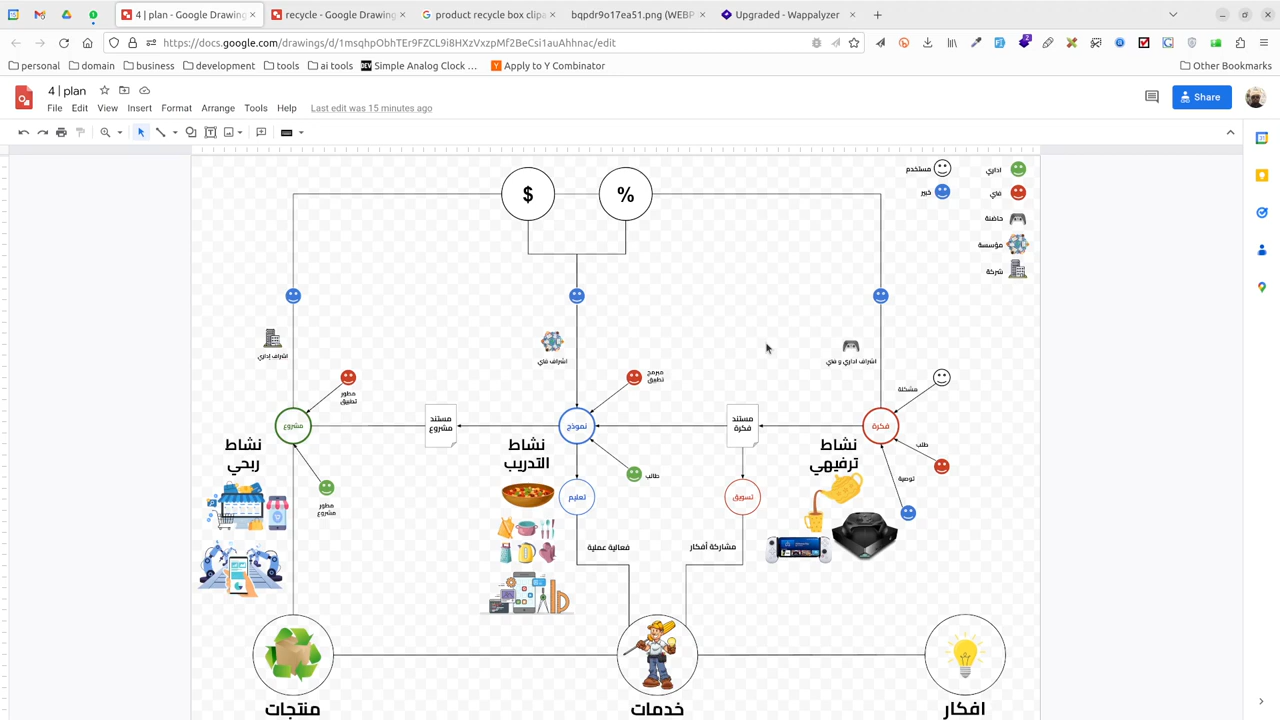 4 | plan - Google Drawing
recycle - Google Drawings
product recycle box clipa
bqpdr9o17ea51.png (WEBP
Upgraded - Wappalyzer
https://docs.google.com/drawings/d/1msqhbObhTEr9FZCL9i8HXzVxzpMf2BeCsi1auAhhnac/edit
personal
domain
business
development
tools
ai tools
DEV
Simple Analog Clock ...
Apply to Y Combinator
Other Bookmarks
4 | plan
File Edit View Insert Format Arrange Tools Help
Last edit was 15 minutes ago
Share
$
%
مستخدم
اداري
خبير
فني
حاضنة
مؤسسة
شركة
اشراف إداري
اشراف فني
اشراف اداري و فني
مطور
تطبيق
مبرمج
تطبيق
مشكلة
مشروع
مستند
مشروع
نموذج
مستند
فكرة
فكرة
نشاط
ربحي
نشاط
التدريب
نشاط
ترفيهي
طلب
توصية
طالب
مطور
مشروع
تعليم
تسويق
فعالية عملية
مشاركة أفكار
منتجات
خدمات
افكار